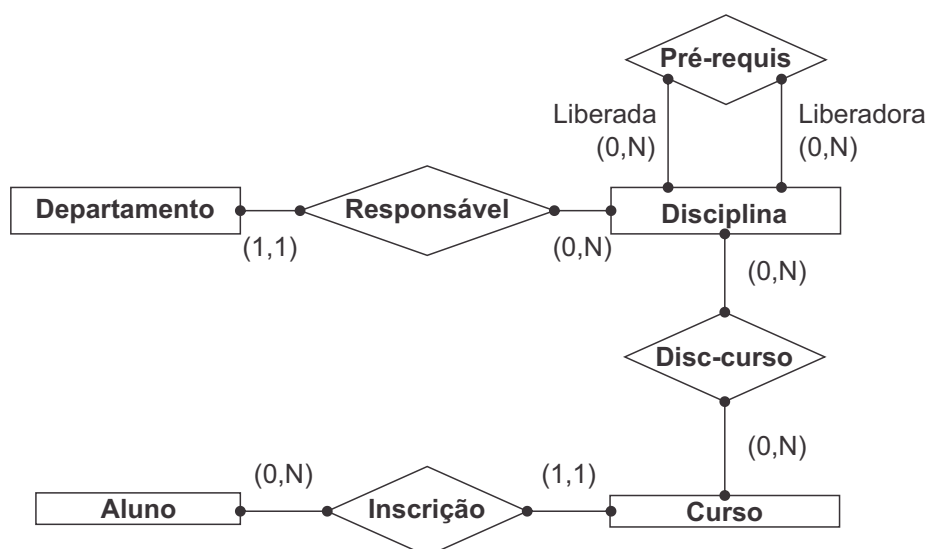 Pré-requis
Liberada
(0,N)
Liberadora
(0,N)
Departamento
Responsável
Disciplina
(1,1)
(0,N)
(0,N)
Disc-curso
(0,N)
(0,N)
(1,1)
Aluno
Inscrição
Curso